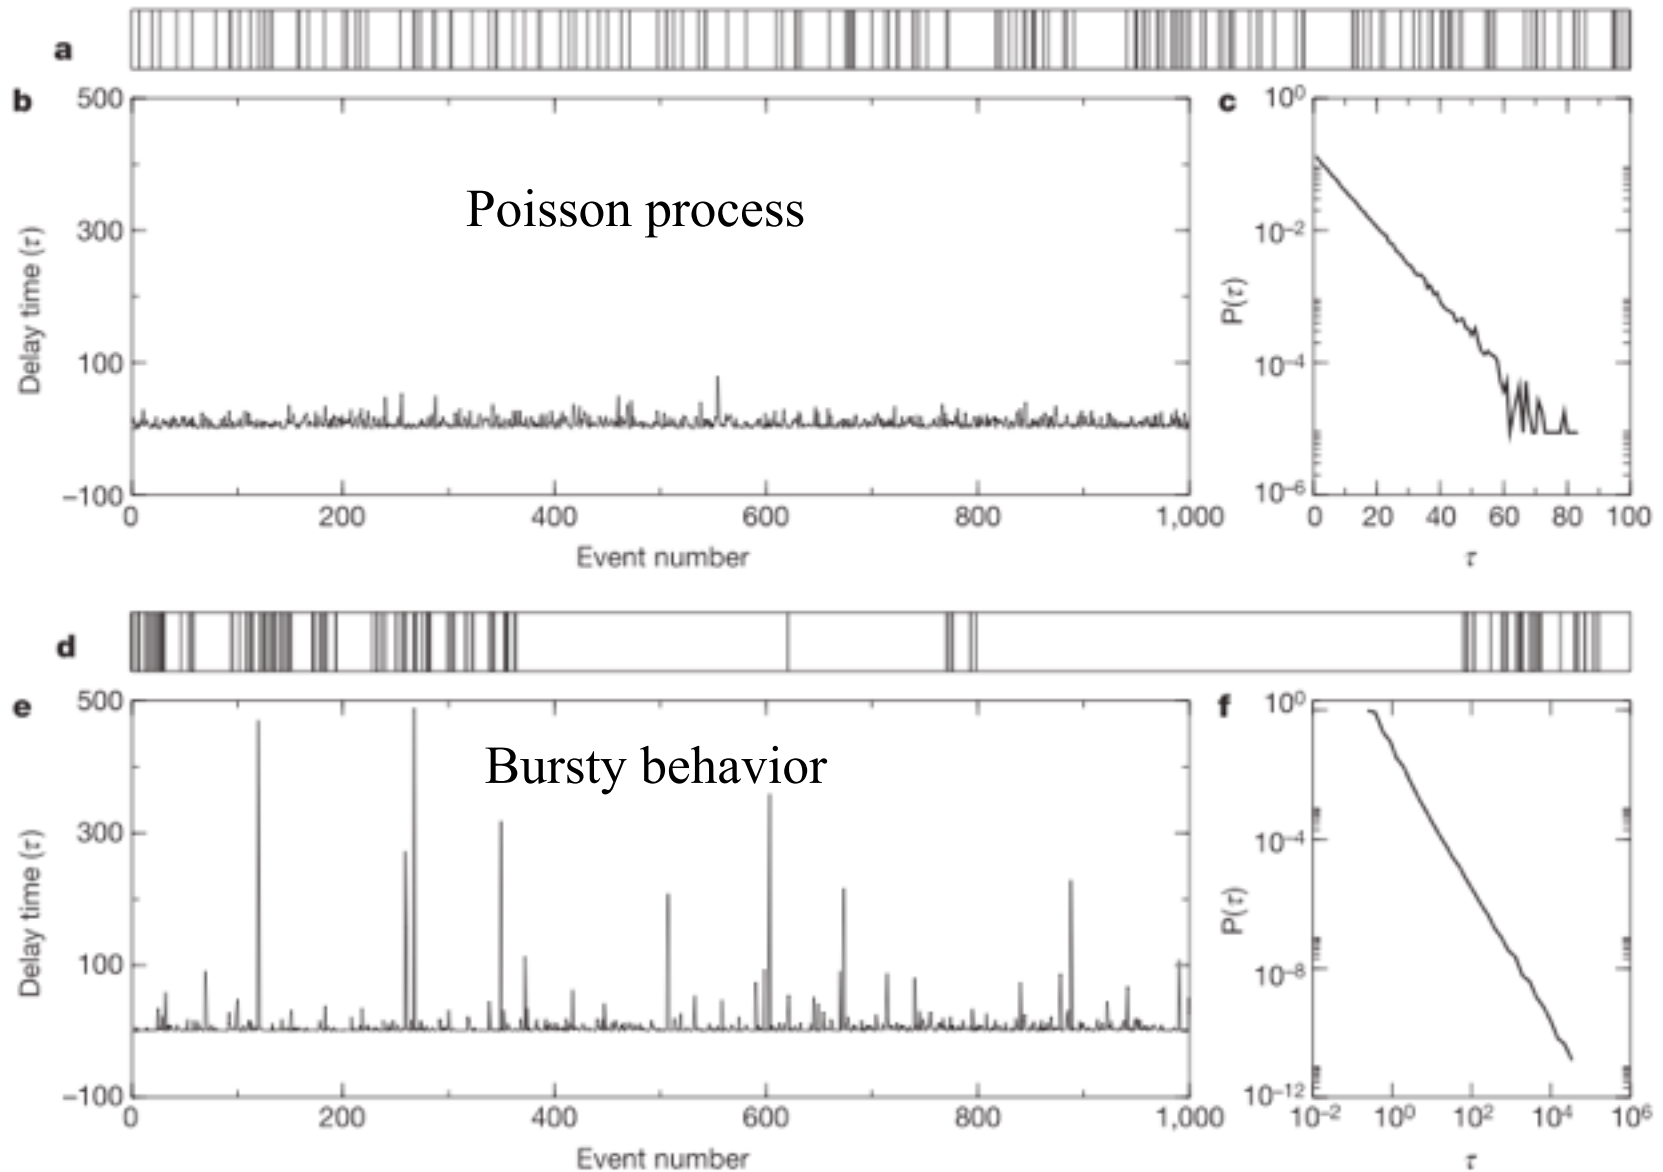 a
b
500
300
100
−100
Delay time (τ)
Poisson process
0 200 400 600 800 1,000
Event number
c
10⁰
10⁻²
10⁻⁴
10⁻⁶
P(τ)
0 20 40 60 80 100
τ
d
e
500
300
100
−100
Delay time (τ)
Bursty behavior
0 200 400 600 800 1,000
Event number
f
10⁰
10⁻⁴
10⁻⁸
10⁻¹²
P(τ)
10⁻² 10⁰ 10² 10⁴ 10⁶
τ